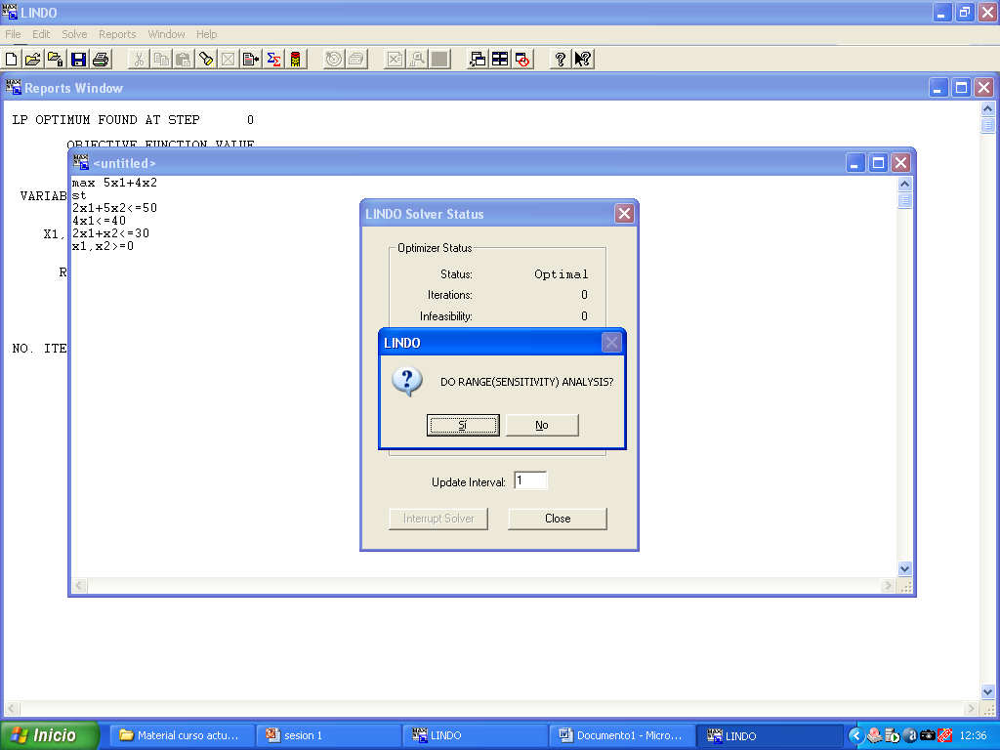 LINDO
File Edit Solve Reports Window Help
Reports Window
LP OPTIMUM FOUND AT STEP 0
OBJECTIVE FUNCTION VALUE
VARIAB
X1,
R
NO. ITE
<untitled>
max 5x1+4x2
st
2x1+5x2<=50
4x1<=40
2x1+x2<=30
x1,x2>=0
LINDO Solver Status
Optimizer Status
Status: Optimal
Iterations: 0
Infeasibility: 0
LINDO
DO RANGE(SENSITIVITY) ANALYSIS?
Sí No
Update Interval: 1
Interrupt Solver Close
Inicio Material curso actu... sesion 1 LINDO Documento1 - Micro... LINDO 12:36